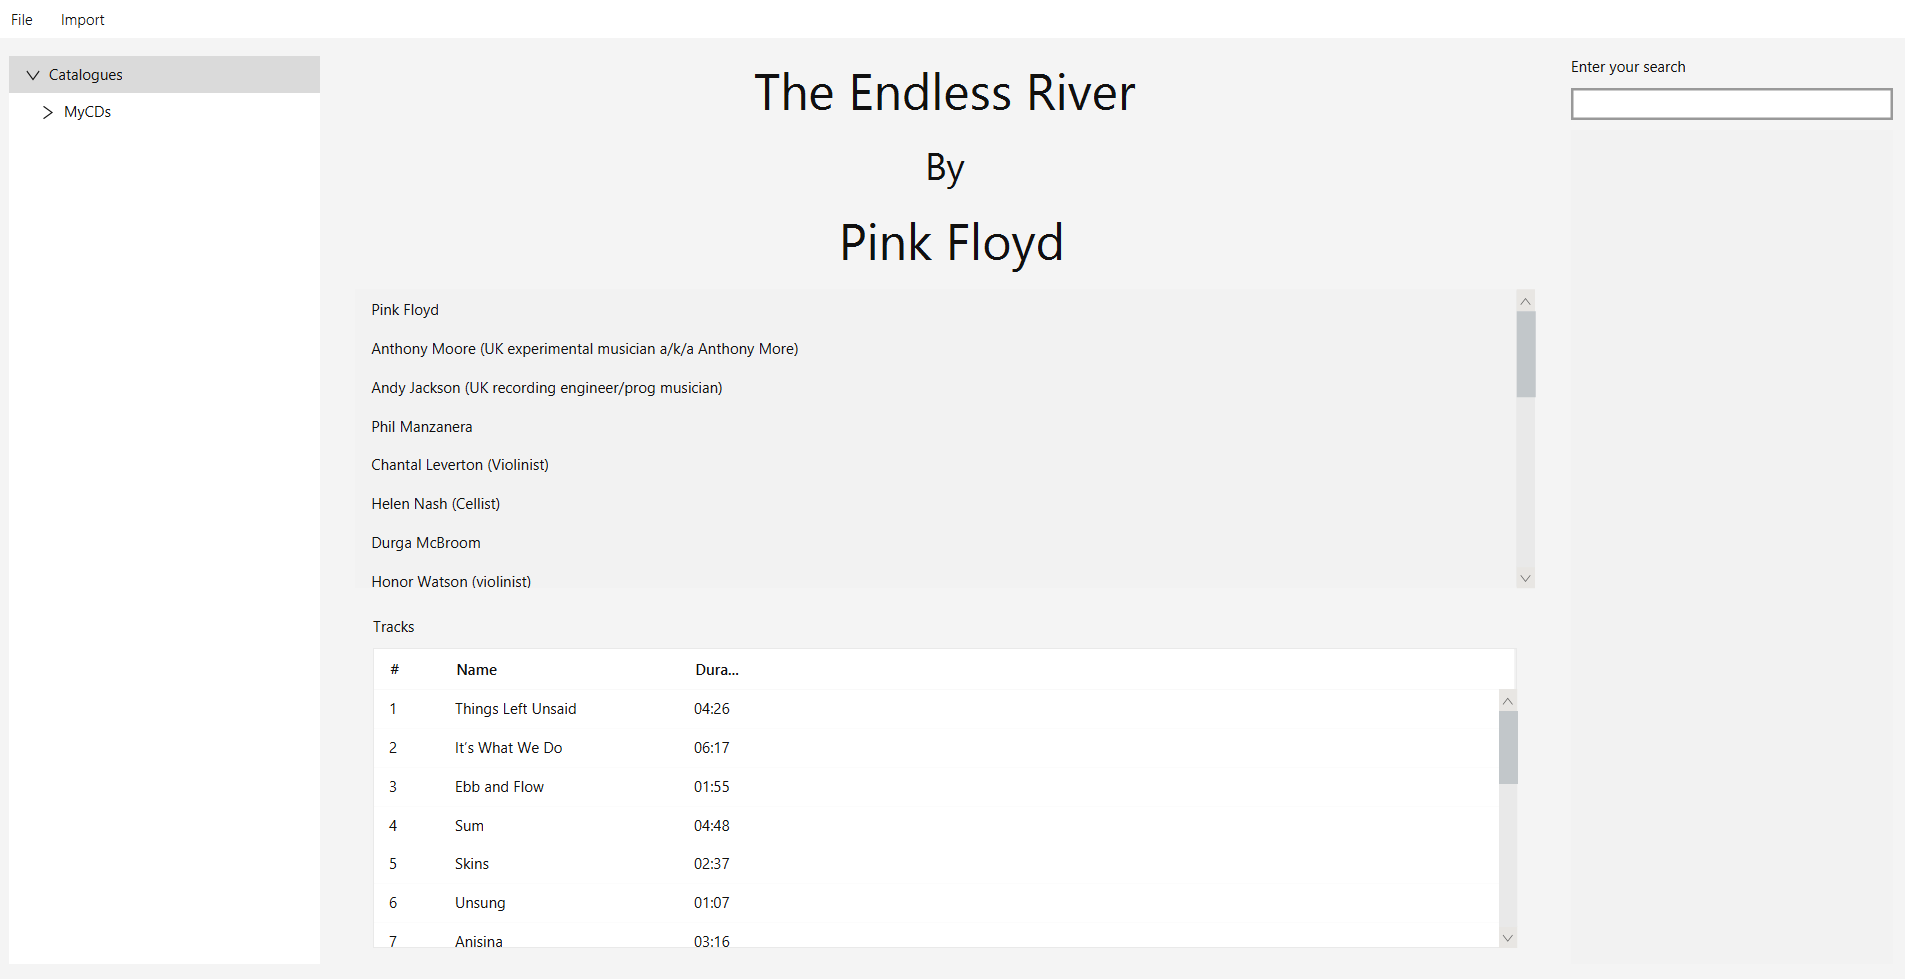 File Import
Catalogues
MyCDs
The Endless River
By
Pink Floyd
Pink Floyd
Anthony Moore (UK experimental musician a/k/a Anthony More)
Andy Jackson (UK recording engineer/prog musician)
Phil Manzanera
Chantal Leverton (Violinist)
Helen Nash (Cellist)
Durga McBroom
Honor Watson (violinist)
Tracks
# Name Dura...
1 Things Left Unsaid 04:26
2 It's What We Do 06:17
3 Ebb and Flow 01:55
4 Sum 04:48
5 Skins 02:37
6 Unsung 01:07
7 Anisina 03:16
Enter your search